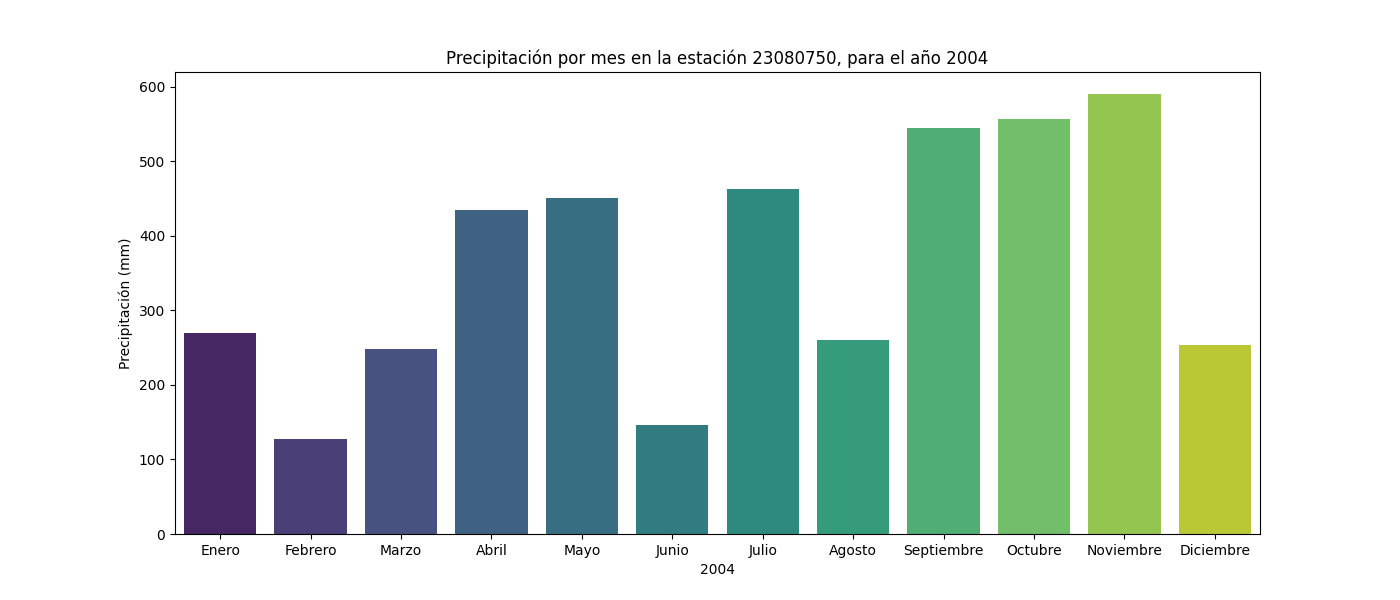 Precipitación por mes en la estación 23080750, para el año 2004
Precipitación (mm)
600
500
400
300
200
100
0
Enero Febrero Marzo Abril Mayo Junio Julio Agosto Septiembre Octubre Noviembre Diciembre
2004